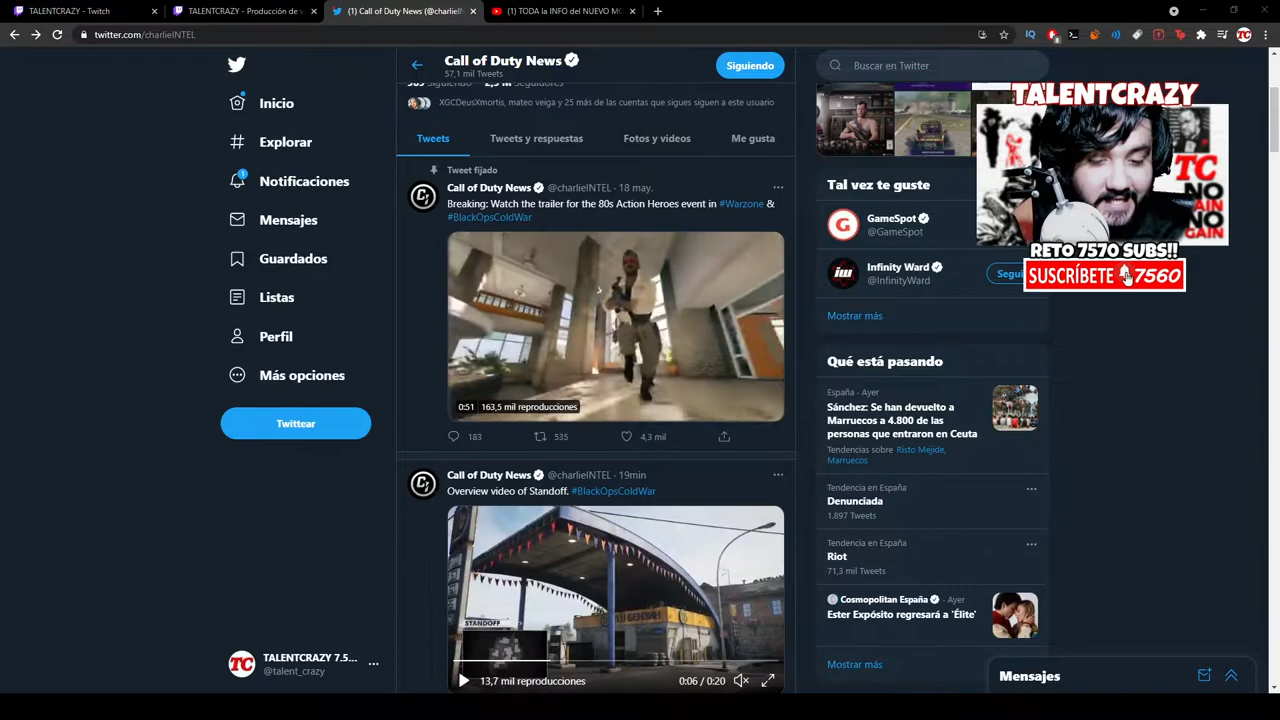 TALENTCRAZY - Twitch
TALENTCRAZY - Producción de v
(1) Call of Duty News (@charlieIN
(1) TODA la INFO del NUEVO MO
twitter.com/charlieINTEL
Call of Duty News
57,1 mil Tweets
Siguiendo
Buscar en Twitter
XGCDeusXmortis, mateo veiga y 25 más de las cuentas que sigues siguen a este usuario
Tweets
Tweets y respuestas
Fotos y videos
Me gusta
Inicio
Explorar
Notificaciones
Mensajes
Guardados
Listas
Perfil
Más opciones
Twittear
TALENTCRAZY 7.5...
@talent_crazy
Tweet fijado
Call of Duty News @charlieINTEL · 18 may.
Breaking: Watch the trailer for the 80s Action Heroes event in #Warzone &
#BlackOpsColdWar
0:51 163,5 mil reproducciones
183
535
4,3 mil
Call of Duty News @charlieINTEL · 19min
Overview video of Standoff. #BlackOpsColdWar
STANDOFF
13,7 mil reproducciones
0:06 / 0:20
TALENTCRAZY
TC
NO
PAIN
NO
GAIN
RETO 7570 SUBS!!
SUSCRÍBETE 7560
Tal vez te guste
GameSpot
@GameSpot
Infinity Ward
@InfinityWard
Segui
Mostrar más
Qué está pasando
España · Ayer
Sánchez: Se han devuelto a
Marruecos a 4.800 de las
personas que entraron en Ceuta
Tendencias sobre Risto Mejide,
Marruecos
Tendencia en España
Denunciada
1.897 Tweets
Tendencia en España
Riot
71,3 mil Tweets
Cosmopolitan España · Ayer
Ester Expósito regresará a 'Élite'
Mostrar más
Mensajes